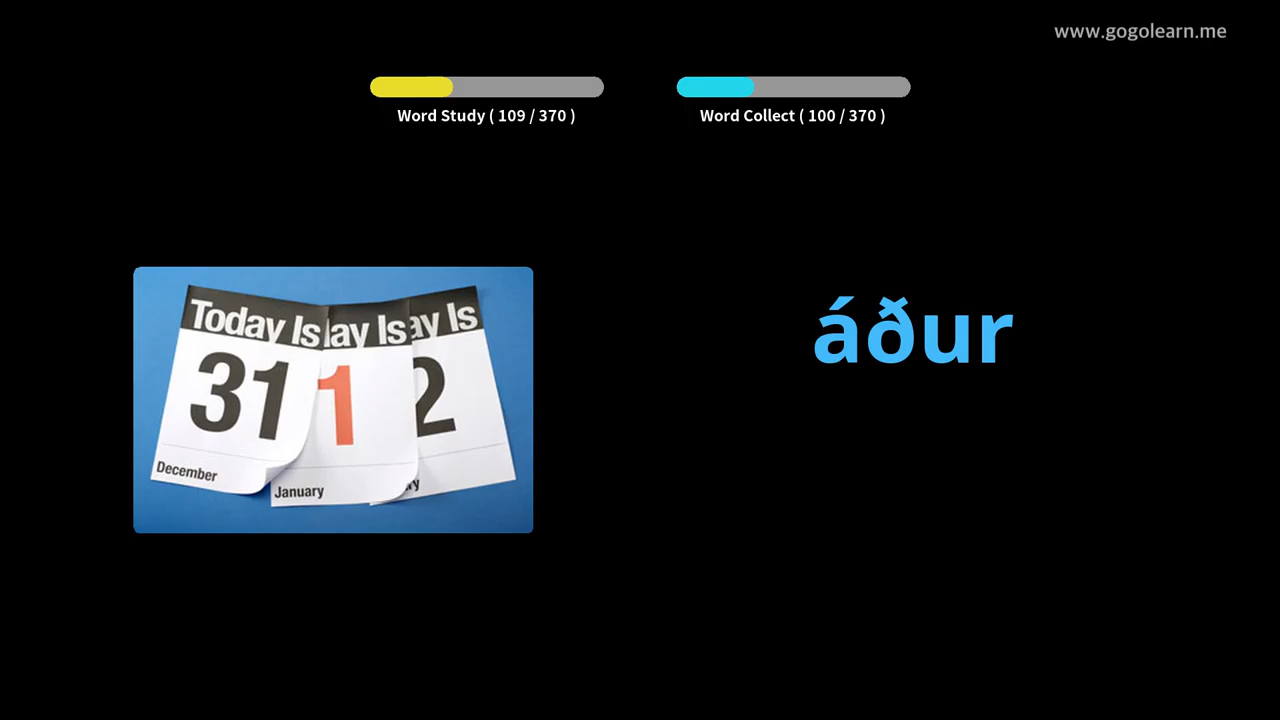 www.gogolearn.me
Word Study ( 109 / 370 )
Word Collect ( 100 / 370 )
Today Is
31
December
ay Is
1
January
ay Is
2
ry
áður